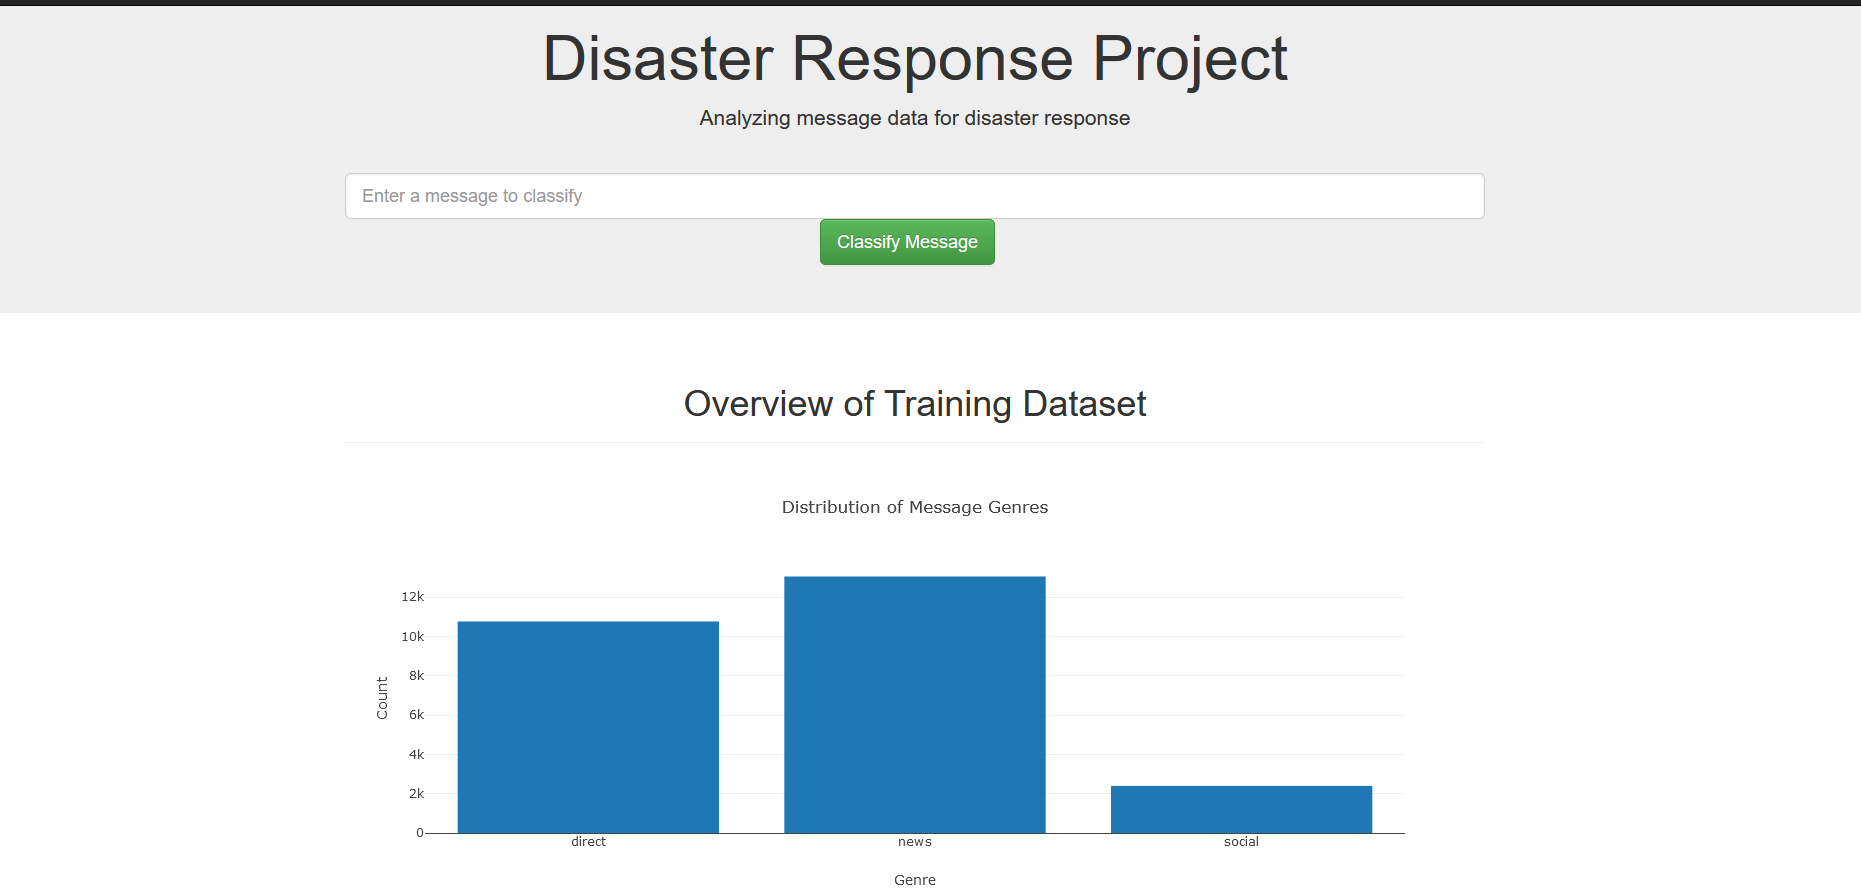 Disaster Response Project
Analyzing message data for disaster response
Enter a message to classify
Classify Message
Overview of Training Dataset
Distribution of Message Genres
12k
10k
8k
6k
4k
2k
0
Count
direct news social
Genre